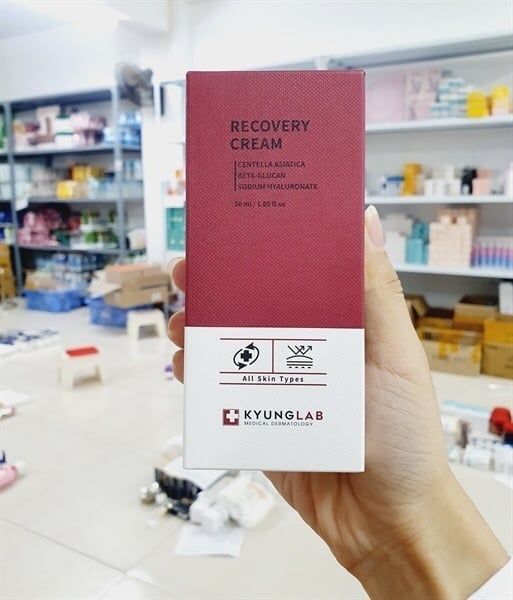 RECOVERY
CREAM
CENTELLA ASIATICA
BETA-GLUCAN
SODIUM HYALURONATE
50 ml / 1.69 fl.oz
All Skin Types
KYUNGLAB
MEDICAL DERMATOLOGY